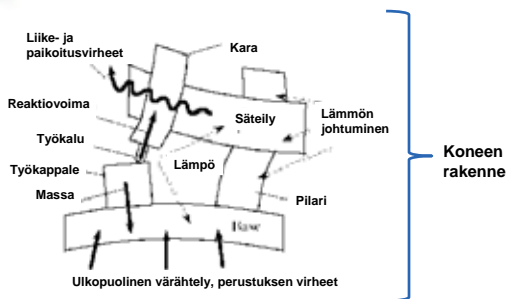 Liike- ja
paikoitusvirheet
Kara
Reaktiovoima
Säteily
Lämmön
johtuminen
Työkalu
Työkappale
Lämpö
Massa
Pilari
Koneen
rakenne
Ulkopuolinen värähtely, perustuksen virheet